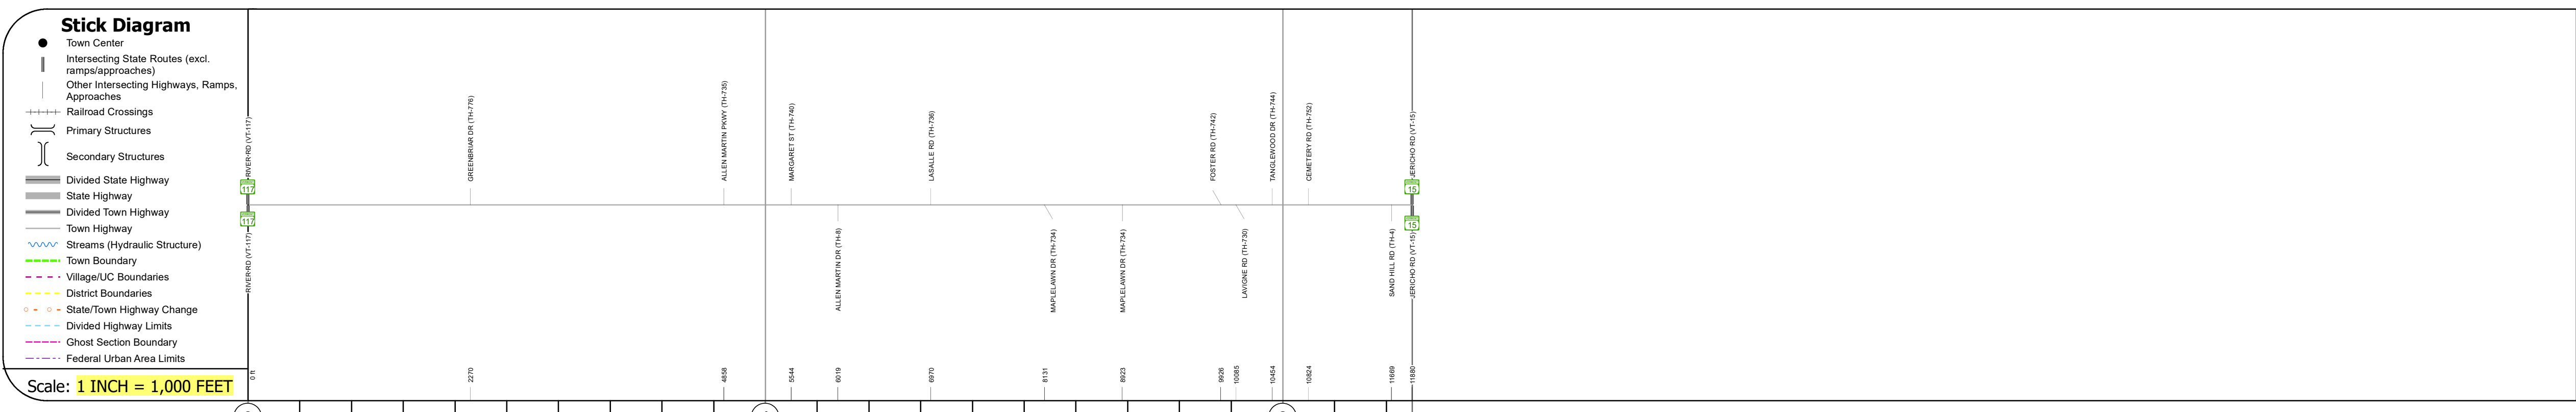 Stick Diagram
Town Center
Intersecting State Routes (excl.
ramps/approaches)
Other Intersecting Highways, Ramps,
Approaches
Railroad Crossings
Primary Structures
Secondary Structures
Divided State Highway
State Highway
Divided Town Highway
Town Highway
Streams (Hydraulic Structure)
Town Boundary
Village/UC Boundaries
District Boundaries
State/Town Highway Change
Divided Highway Limits
Ghost Section Boundary
Federal Urban Area Limits
Scale: 1 INCH = 1,000 FEET
RIVER RD (VT-117)
GREENBRIAR DR (TH-776)
ALLEN MARTIN PKWY (TH-735)
MARGARET ST (TH-740)
LASALLE RD (TH-736)
FOSTER RD (TH-742)
TANGLEWOOD DR (TH-744)
CEMETERY RD (TH-752)
JERICHO RD (VT-15)
117
15
117
15
RIVER RD (VT-117)
ALLEN MARTIN DR (TH-8)
MAPLELAWN DR (TH-734)
MAPLELAWN DR (TH-734)
LAVIGNE RD (TH-730)
SAND HILL RD (TH-4)
JERICHO RD (VT-15)
0 ft
2270
4858
5544
6019
6970
8131
8923
9926
10085
10454
10824
11669
11880